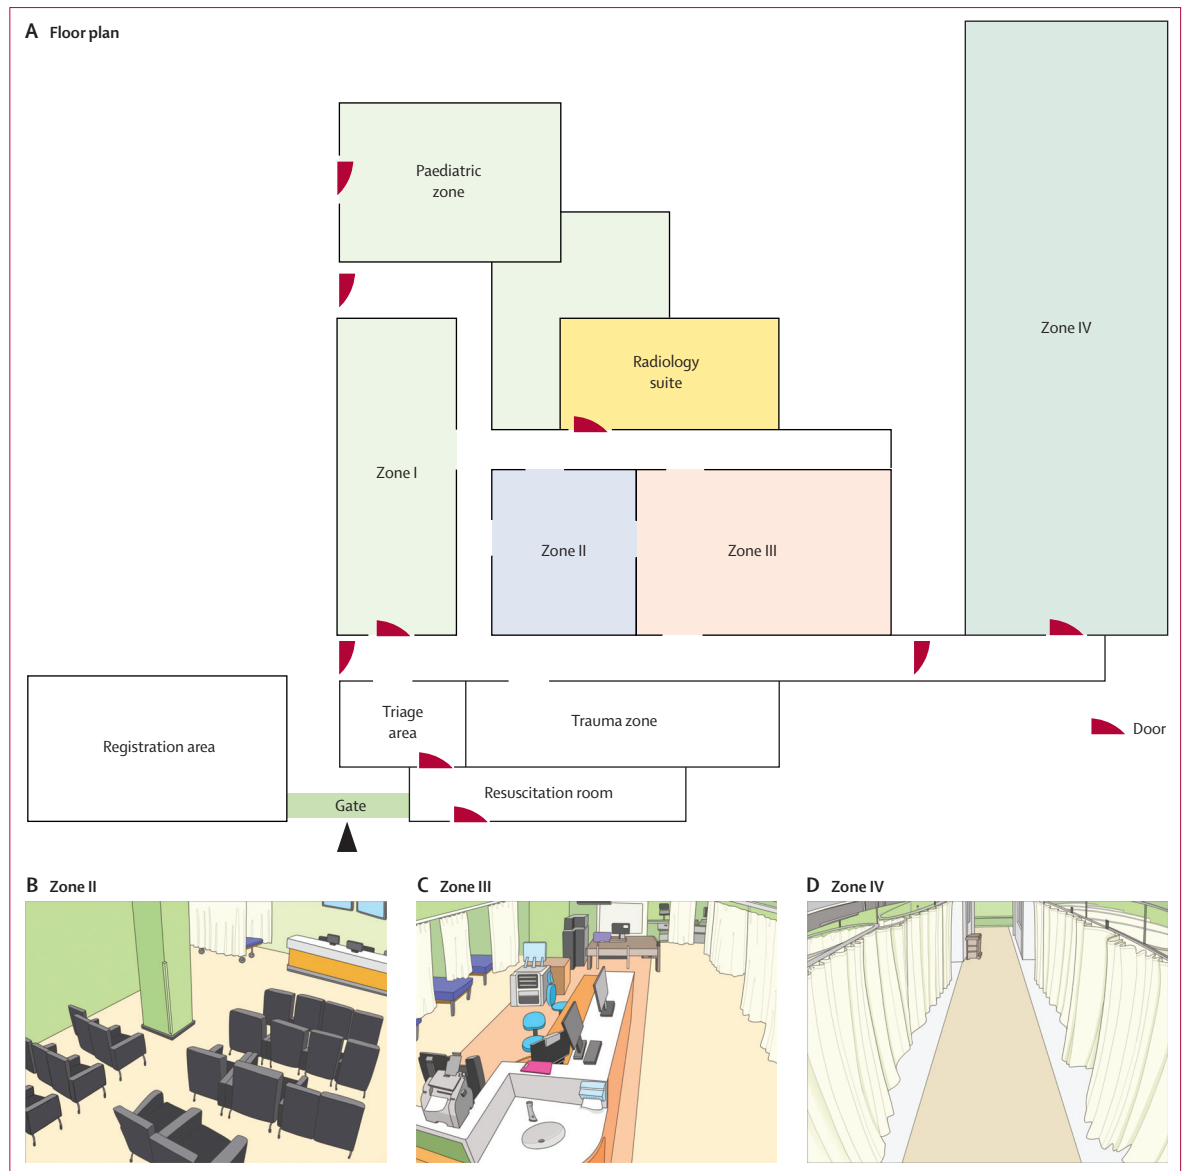 A Floor plan
Paediatric
zone
Zone IV
Radiology
suite
Zone I
Zone II
Zone III
Triage
area
Trauma zone
Door
Registration area
Resuscitation room
Gate
B Zone II
C Zone III
D Zone IV